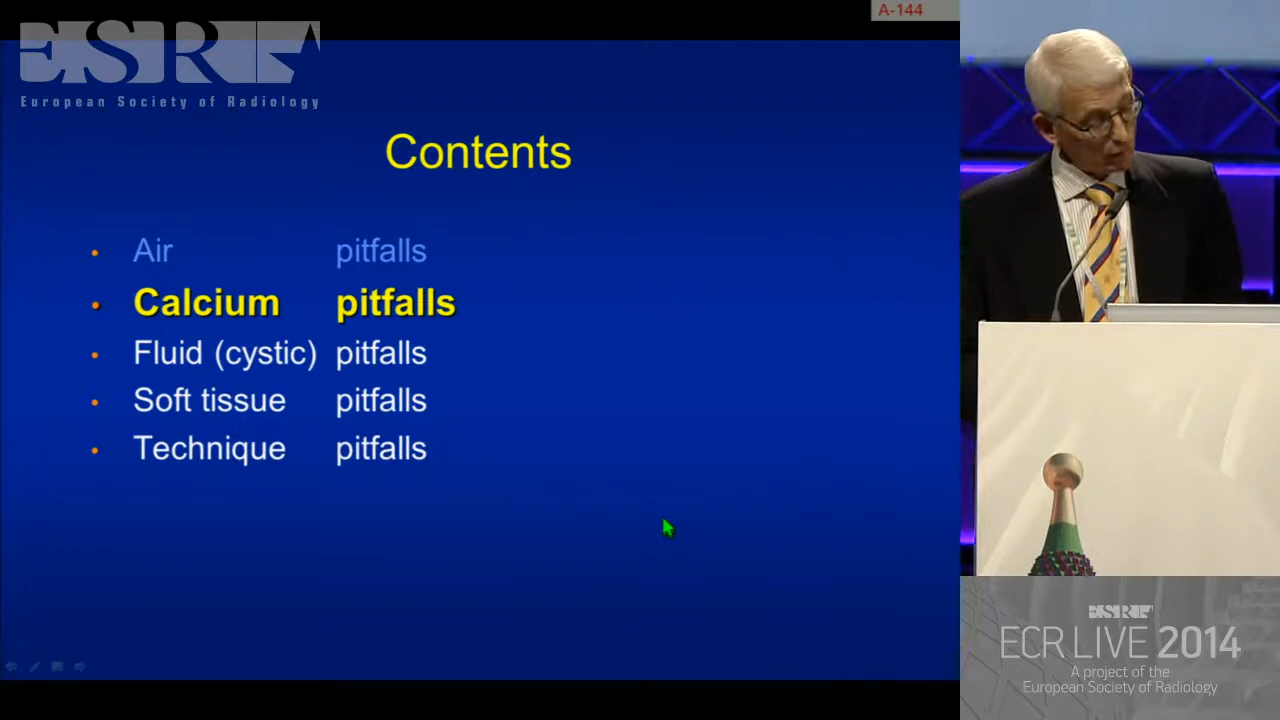 A-144
ESR
European Society of Radiology
Contents
• Air pitfalls
• Calcium pitfalls
• Fluid (cystic) pitfalls
• Soft tissue pitfalls
• Technique pitfalls
ESR
ECR LIVE 2014
A project of the
European Society of Radiology